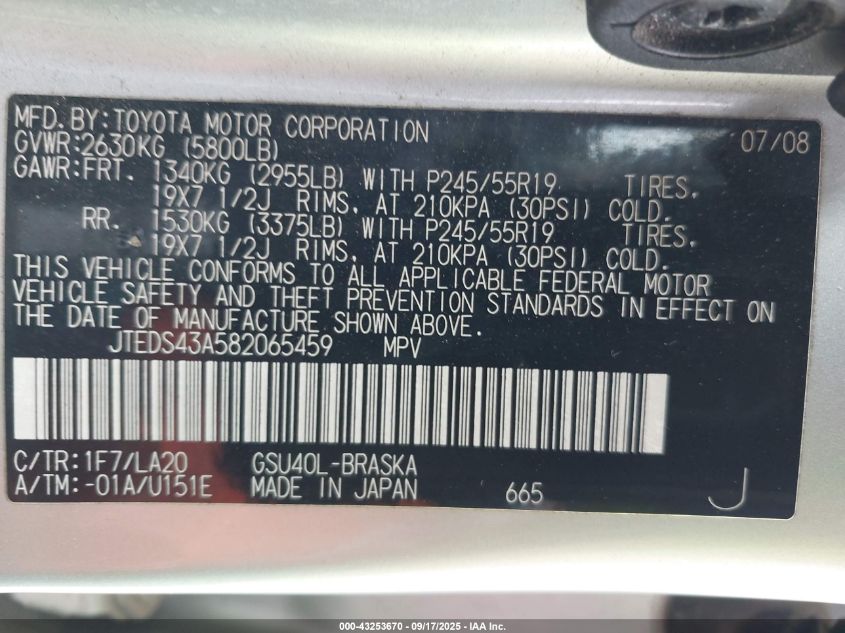 MFD. BY: TOYOTA MOTOR CORPORATION 07/08
GVWR: 2630KG (5800LB)
GAWR: FRT. 1340KG (2955LB) WITH P245/55R19 TIRES,
19X7 1/2J RIMS, AT 210KPA (30PSI) COLD.
RR. 1530KG (3375LB) WITH P245/55R19 TIRES,
19X7 1/2J RIMS, AT 210KPA (30PSI) COLD.
THIS VEHICLE CONFORMS TO ALL APPLICABLE FEDERAL MOTOR
VEHICLE SAFETY AND THEFT PREVENTION STANDARDS IN EFFECT ON
THE DATE OF MANUFACTURE SHOWN ABOVE.
JTEDS43A582065459 MPV
C/TR: 1F7/LA20 GSU40L-BRASKA
A/TM: -01A/U151E MADE IN JAPAN 665 J
000-43253670 - 09/17/2025 - IAA Inc.